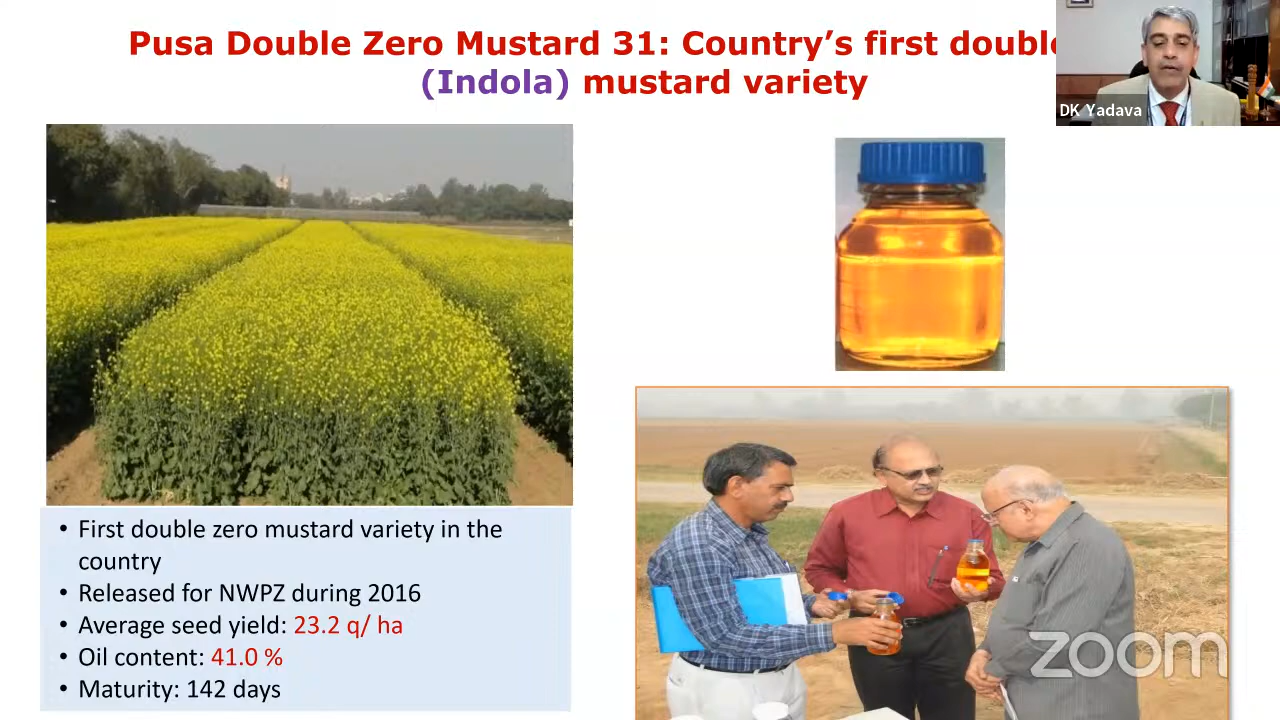 Pusa Double Zero Mustard 31: Country's first double
(Indola) mustard variety
DK Yadava
• First double zero mustard variety in the
country
• Released for NWPZ during 2016
• Average seed yield: 23.2 q/ ha
• Oil content: 41.0 %
• Maturity: 142 days
zoom